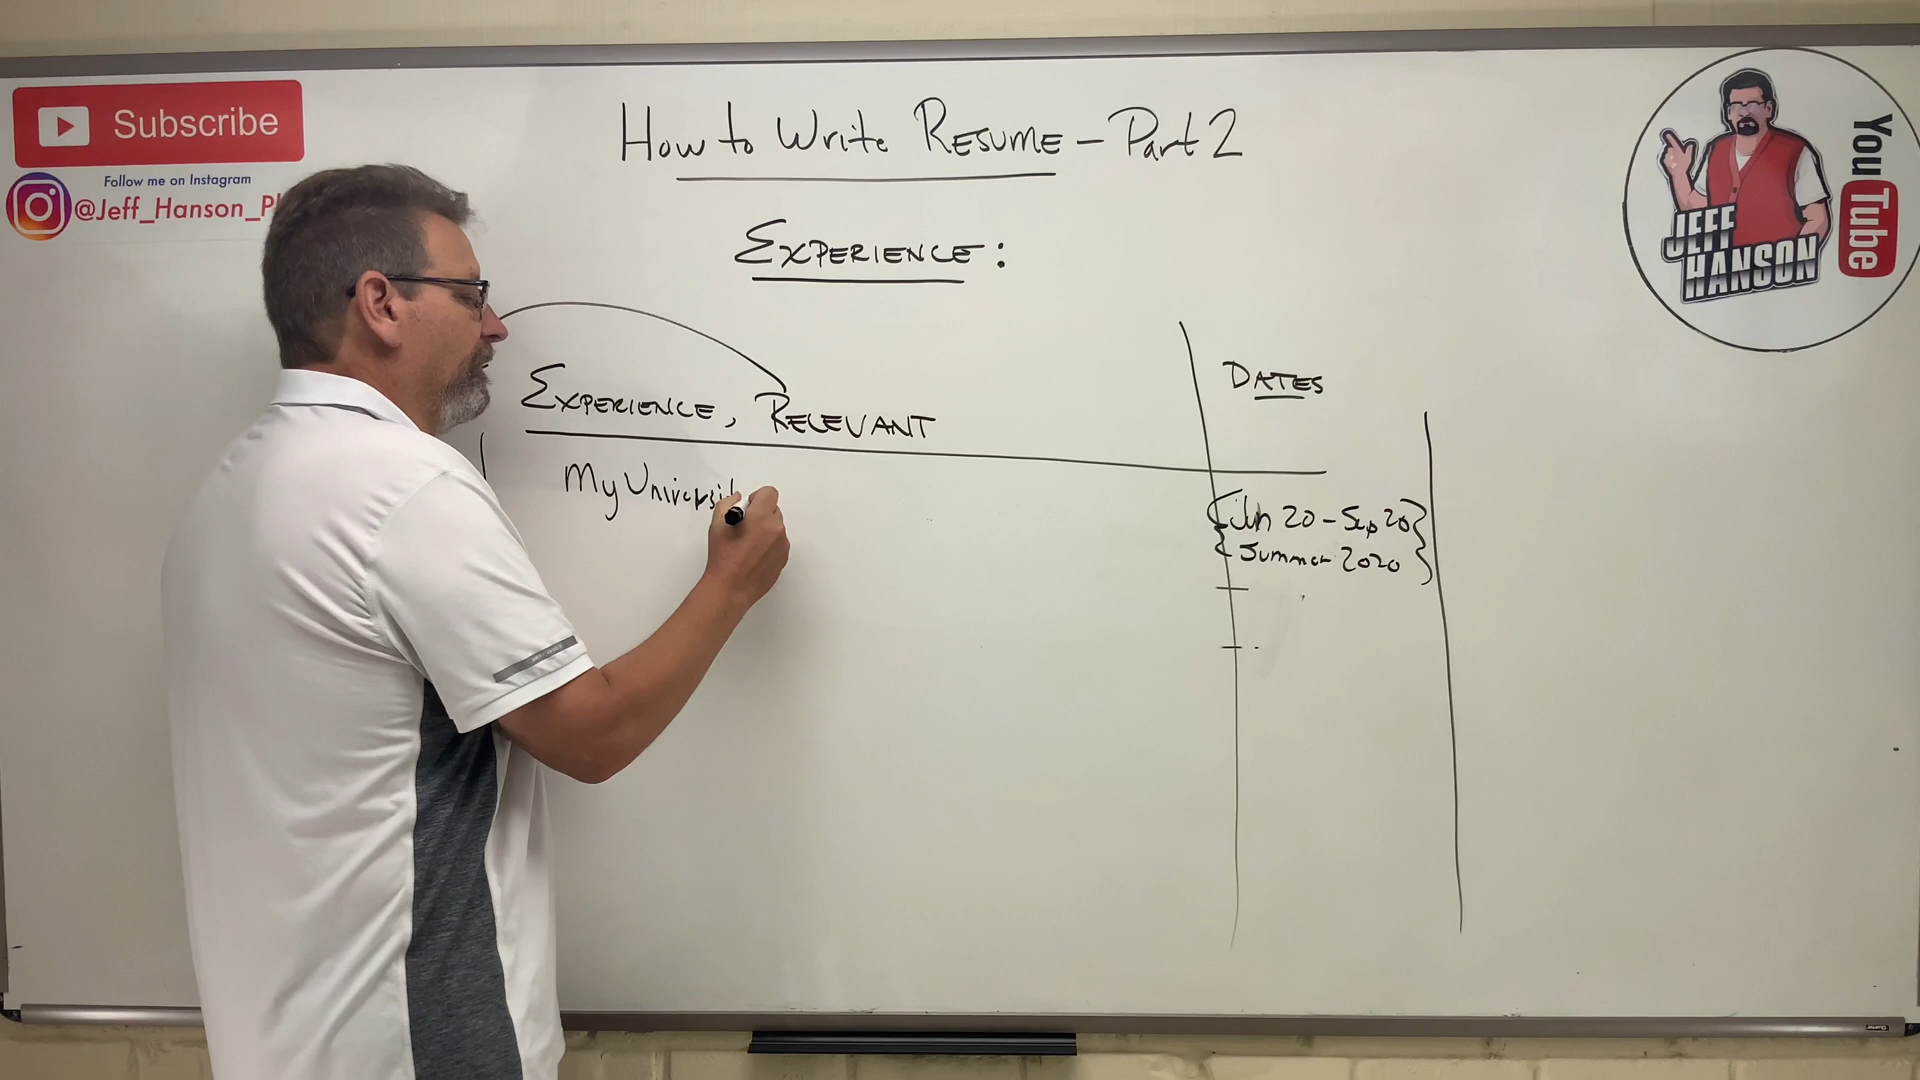 Subscribe
Follow me on Instagram
@Jeff_Hanson_P
How to Write RESUME - Part 2
EXPERIENCE:
EXPERIENCE, RELEVANT
DATES
My Universi
Jun 20 - Sep 20
Summer 2020
JEFF
HANSON
YouTube